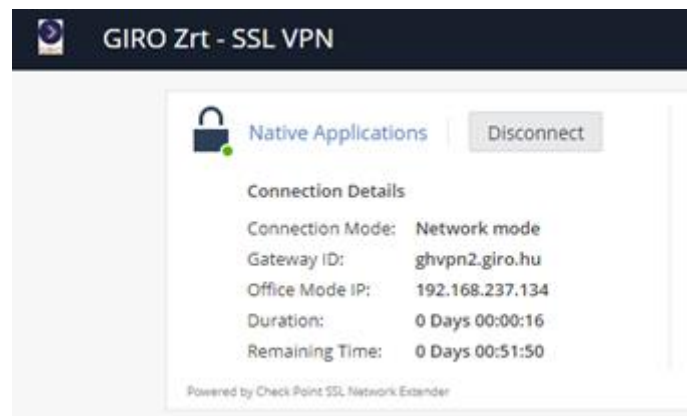 GIRO Zrt - SSL VPN
Native Applications Disconnect
Connection Details
Connection Mode: Network mode
Gateway ID: ghvpn2.giro.hu
Office Mode IP: 192.168.237.134
Duration: 0 Days 00:00:16
Remaining Time: 0 Days 00:51:50
Powered by Check Point SSL Network Extender